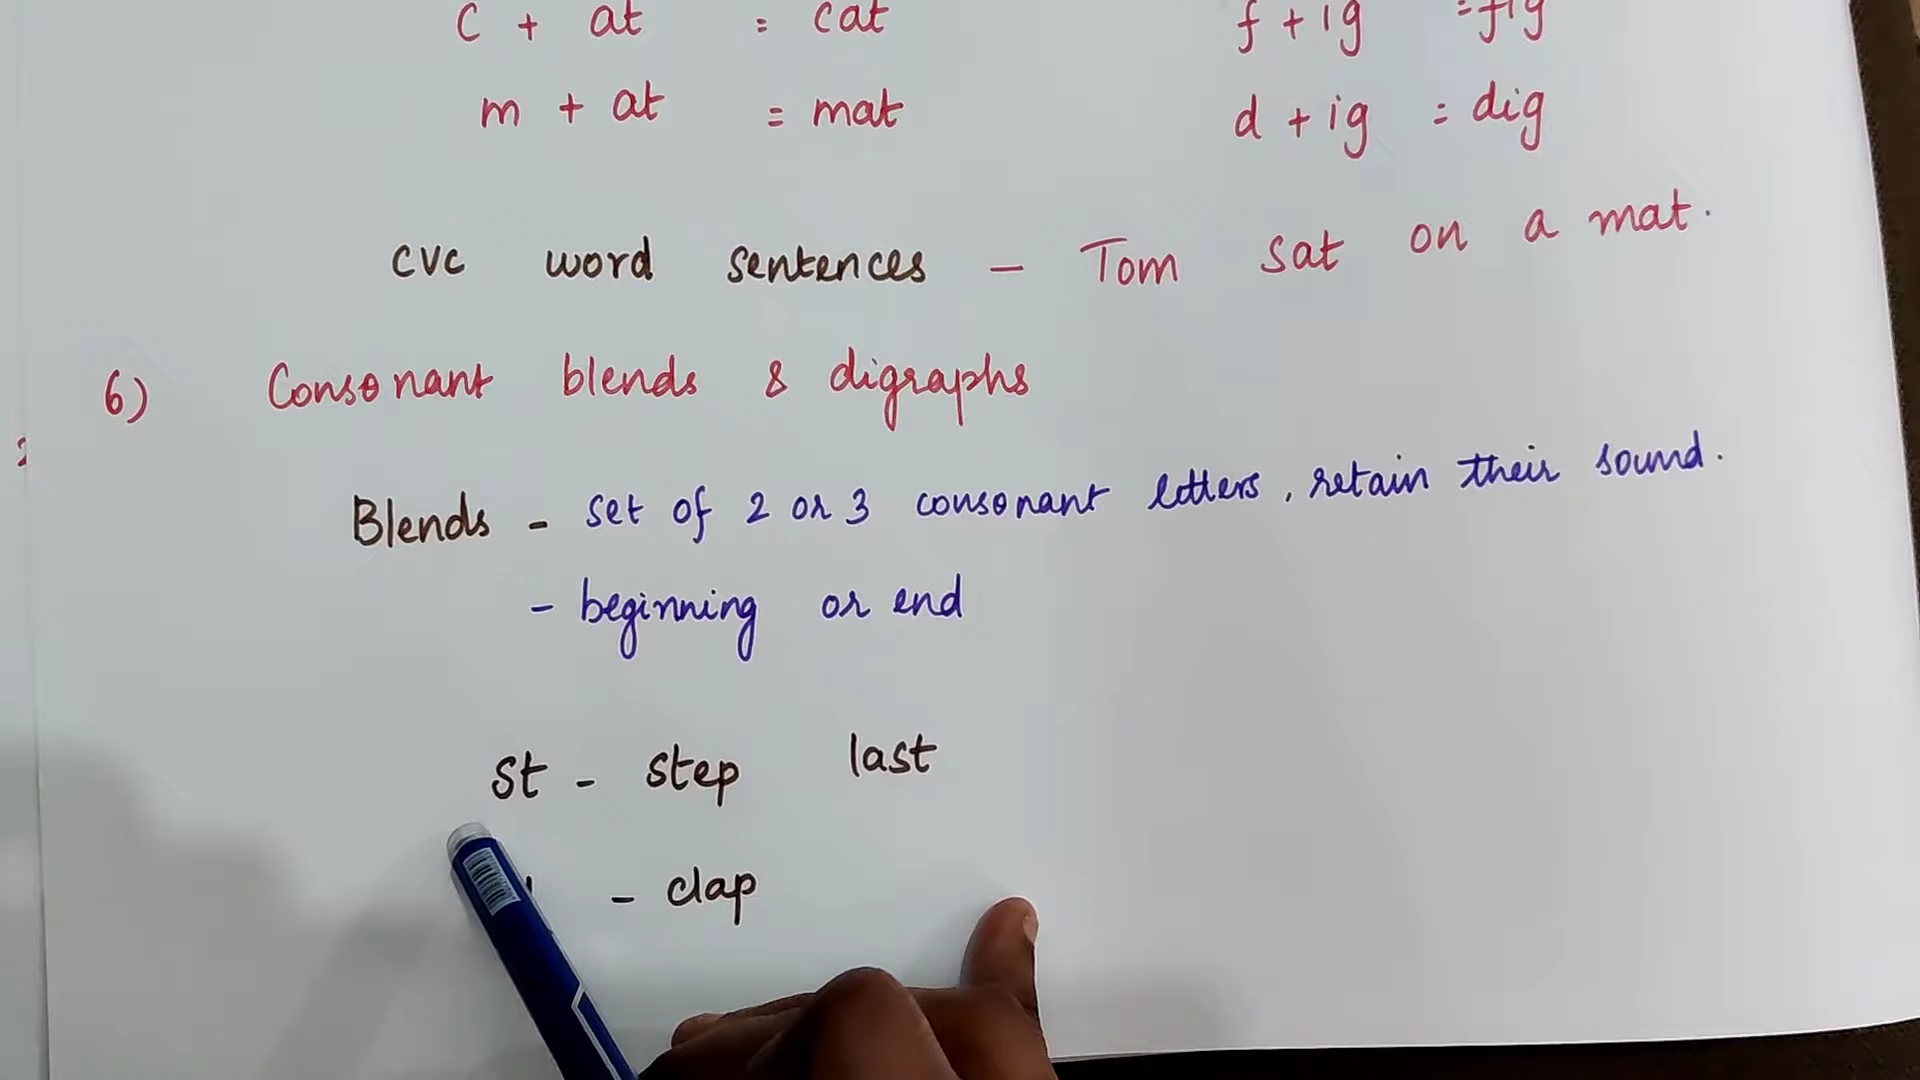 c + at = cat f + ig = fig
m + at = mat d + ig = dig
CVC word sentences - Tom sat on a mat.
6) Consonant blends & digraphs
Blends - set of 2 or 3 consonant letters, retain their sound.
- beginning or end
st - step last
- clap